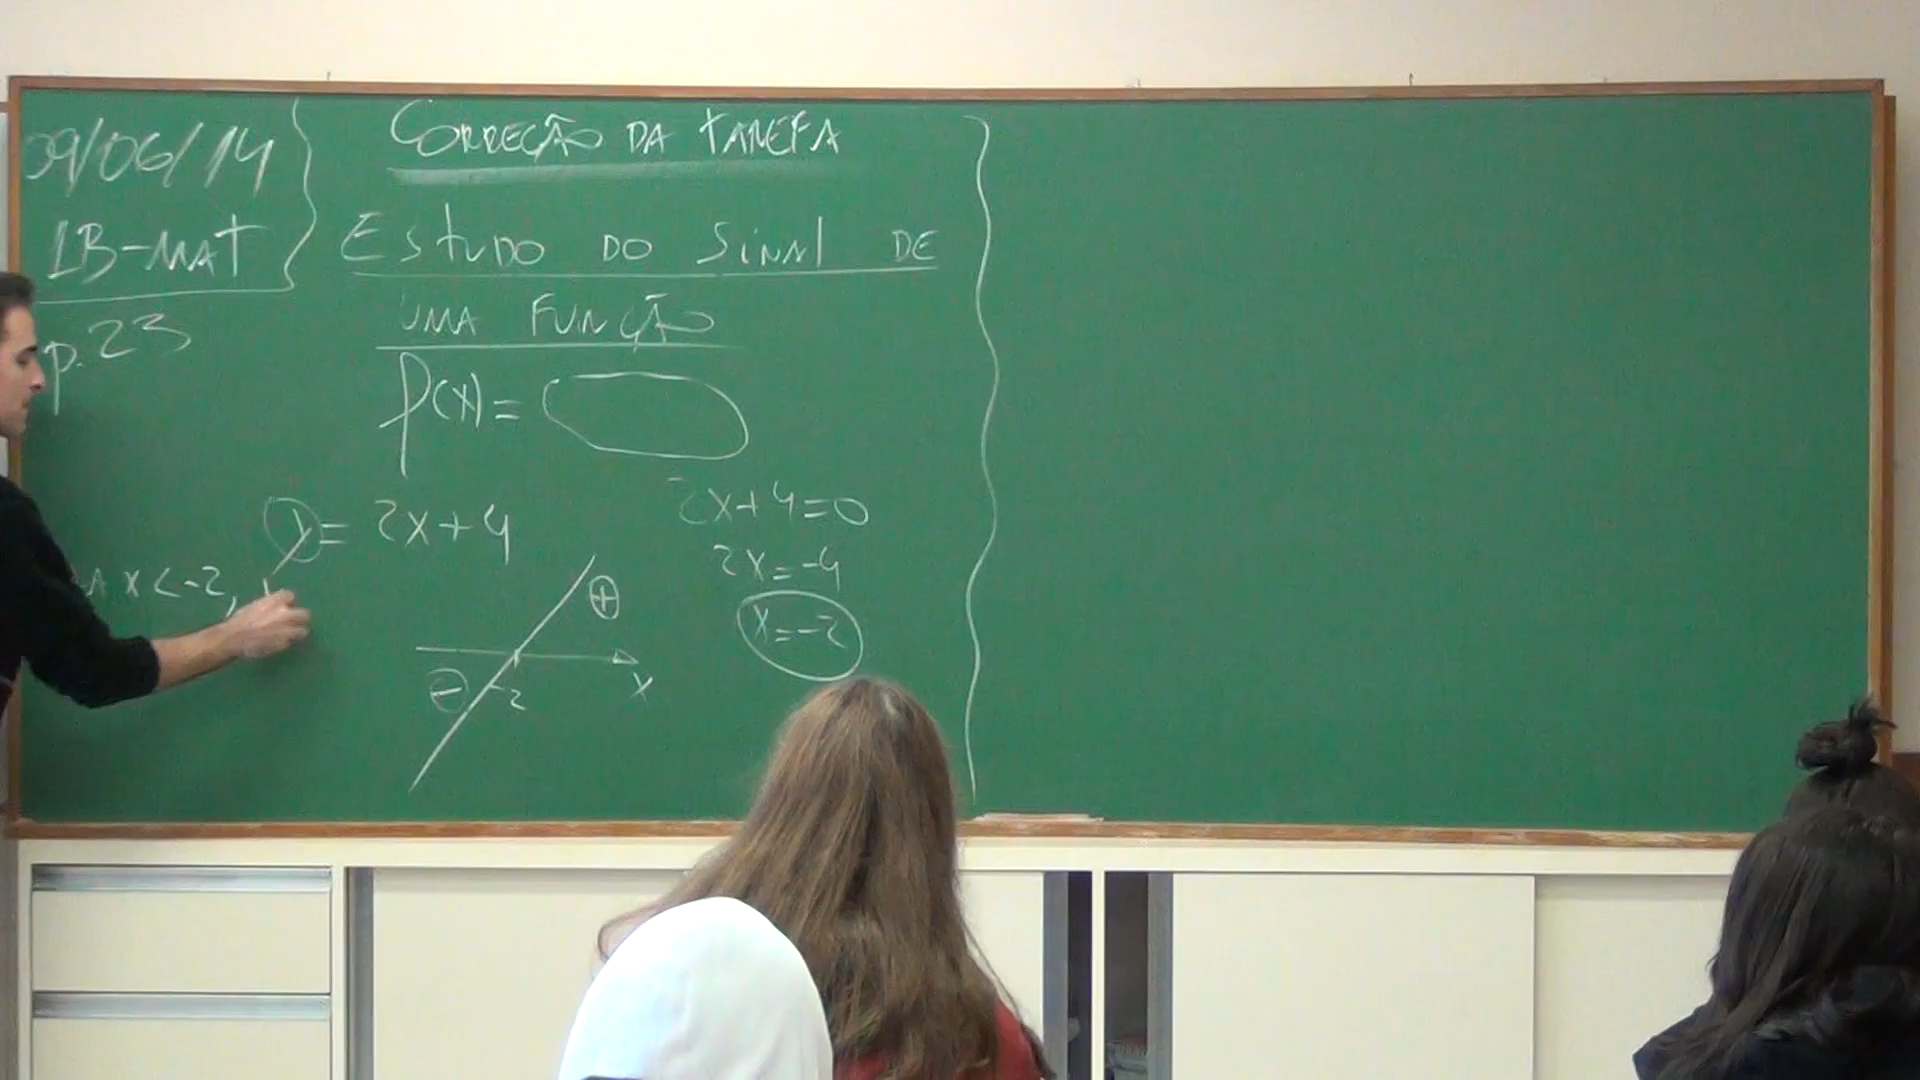 09/06/14
1B-MAT
p. 23
CORREÇÃO DA TAREFA
ESTUDO DO SINAL DE
UMA FUNÇÃO
f(x) =
y = 2x+4
x < -2,
+
-
-2
x
2x+4=0
2x=-4
x=-2